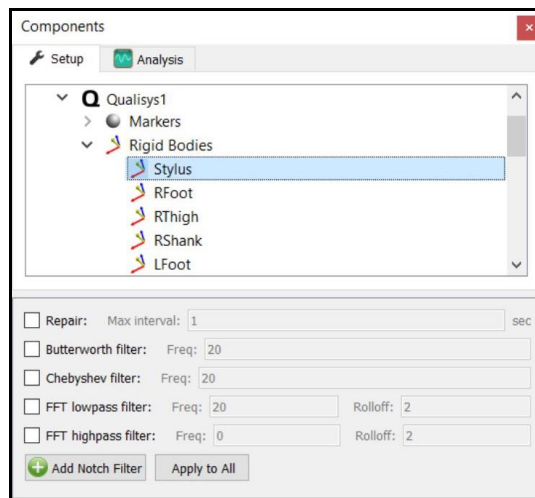 Components
Setup Analysis
Qualisys1
Markers
Rigid Bodies
Stylus
RFoot
RThigh
RShank
LFoot
Repair: Max interval: 1 sec
Butterworth filter: Freq: 20
Chebyshev filter: Freq: 20
FFT lowpass filter: Freq: 20 Rolloff: 2
FFT highpass filter: Freq: 0 Rolloff: 2
Add Notch Filter Apply to All